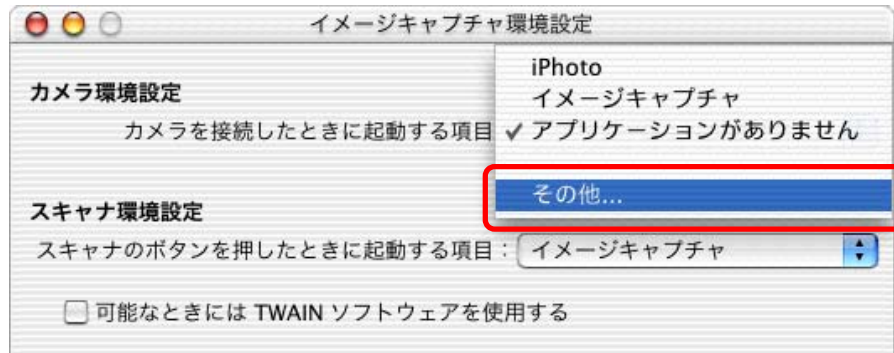 イメージキャプチャ環境設定
カメラ環境設定
カメラを接続したときに起動する項目
iPhoto
イメージキャプチャ
✓ アプリケーションがありません
その他...
スキャナ環境設定
スキャナのボタンを押したときに起動する項目： イメージキャプチャ
可能なときには TWAIN ソフトウェアを使用する